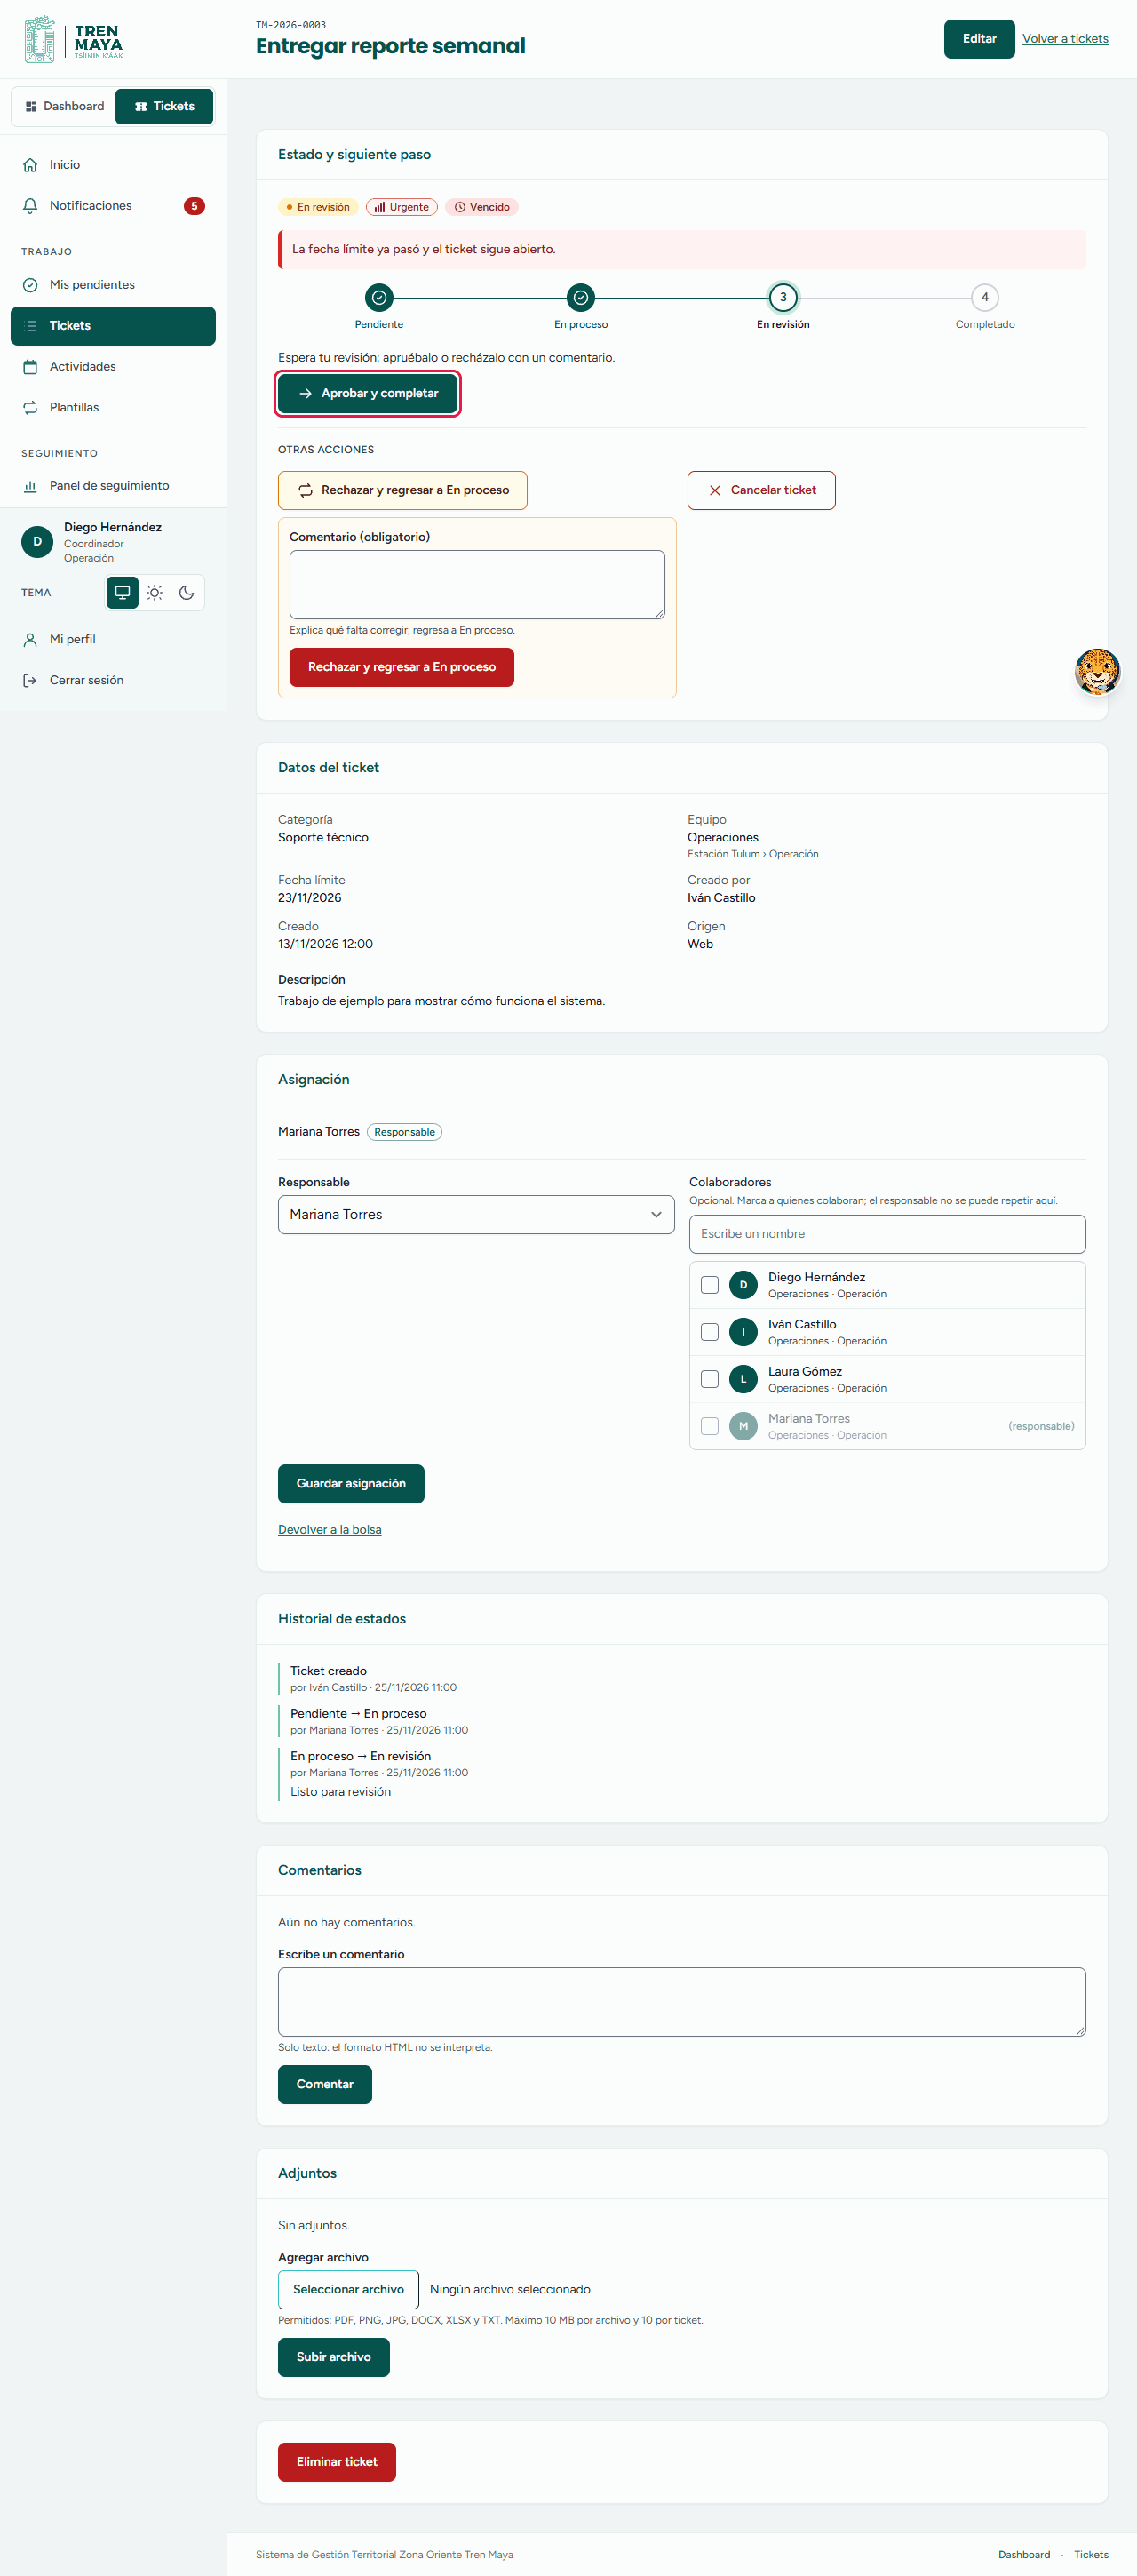 TREN
MAYA
TSÍIMIN K'ÁAK
TM-2026-0003
Entregar reporte semanal
Editar
Volver a tickets
Dashboard
Tickets
Inicio
Notificaciones
5
TRABAJO
Mis pendientes
Tickets
Actividades
Plantillas
SEGUIMIENTO
Panel de seguimiento
D
Diego Hernández
Coordinador
Operación
TEMA
Mi perfil
Cerrar sesión
Estado y siguiente paso
En revisión
Urgente
Vencido
La fecha límite ya pasó y el ticket sigue abierto.
3
4
Pendiente
En proceso
En revisión
Completado
Espera tu revisión: apruébalo o recházalo con un comentario.
Aprobar y completar
OTRAS ACCIONES
Rechazar y regresar a En proceso
Cancelar ticket
Comentario (obligatorio)
Explica qué falta corregir; regresa a En proceso.
Rechazar y regresar a En proceso
Datos del ticket
Categoría
Soporte técnico
Equipo
Operaciones
Estación Tulum › Operación
Fecha límite
23/11/2026
Creado por
Iván Castillo
Creado
13/11/2026 12:00
Origen
Web
Descripción
Trabajo de ejemplo para mostrar cómo funciona el sistema.
Asignación
Mariana Torres
Responsable
Responsable
Mariana Torres
Colaboradores
Opcional. Marca a quienes colaboran; el responsable no se puede repetir aquí.
Escribe un nombre
D
Diego Hernández
Operaciones · Operación
I
Iván Castillo
Operaciones · Operación
L
Laura Gómez
Operaciones · Operación
M
Mariana Torres
Operaciones · Operación
(responsable)
Guardar asignación
Devolver a la bolsa
Historial de estados
Ticket creado
por Iván Castillo · 25/11/2026 11:00
Pendiente → En proceso
por Mariana Torres · 25/11/2026 11:00
En proceso → En revisión
por Mariana Torres · 25/11/2026 11:00
Listo para revisión
Comentarios
Aún no hay comentarios.
Escribe un comentario
Solo texto: el formato HTML no se interpreta.
Comentar
Adjuntos
Sin adjuntos.
Agregar archivo
Seleccionar archivo
Ningún archivo seleccionado
Permitidos: PDF, PNG, JPG, DOCX, XLSX y TXT. Máximo 10 MB por archivo y 10 por ticket.
Subir archivo
Eliminar ticket
Sistema de Gestión Territorial Zona Oriente Tren Maya
Dashboard · Tickets